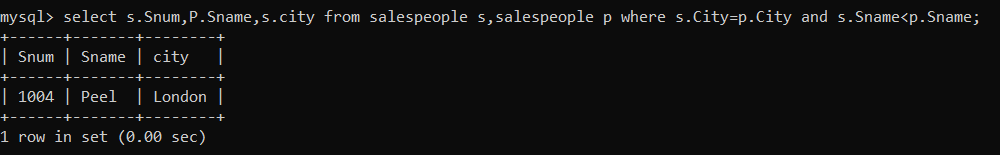 mysql> select s.Snum,P.Sname,s.city from salespeople s,salespeople p where s.City=p.City and s.Sname<p.Sname;
+------+-------+--------+
| Snum | Sname | city   |
+------+-------+--------+
| 1004 | Peel  | London |
+------+-------+--------+
1 row in set (0.00 sec)